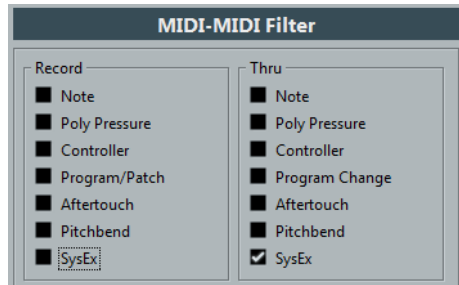 MIDI-MIDI Filter
Record
Note
Poly Pressure
Controller
Program/Patch
Aftertouch
Pitchbend
SysEx
Thru
Note
Poly Pressure
Controller
Program Change
Aftertouch
Pitchbend
SysEx